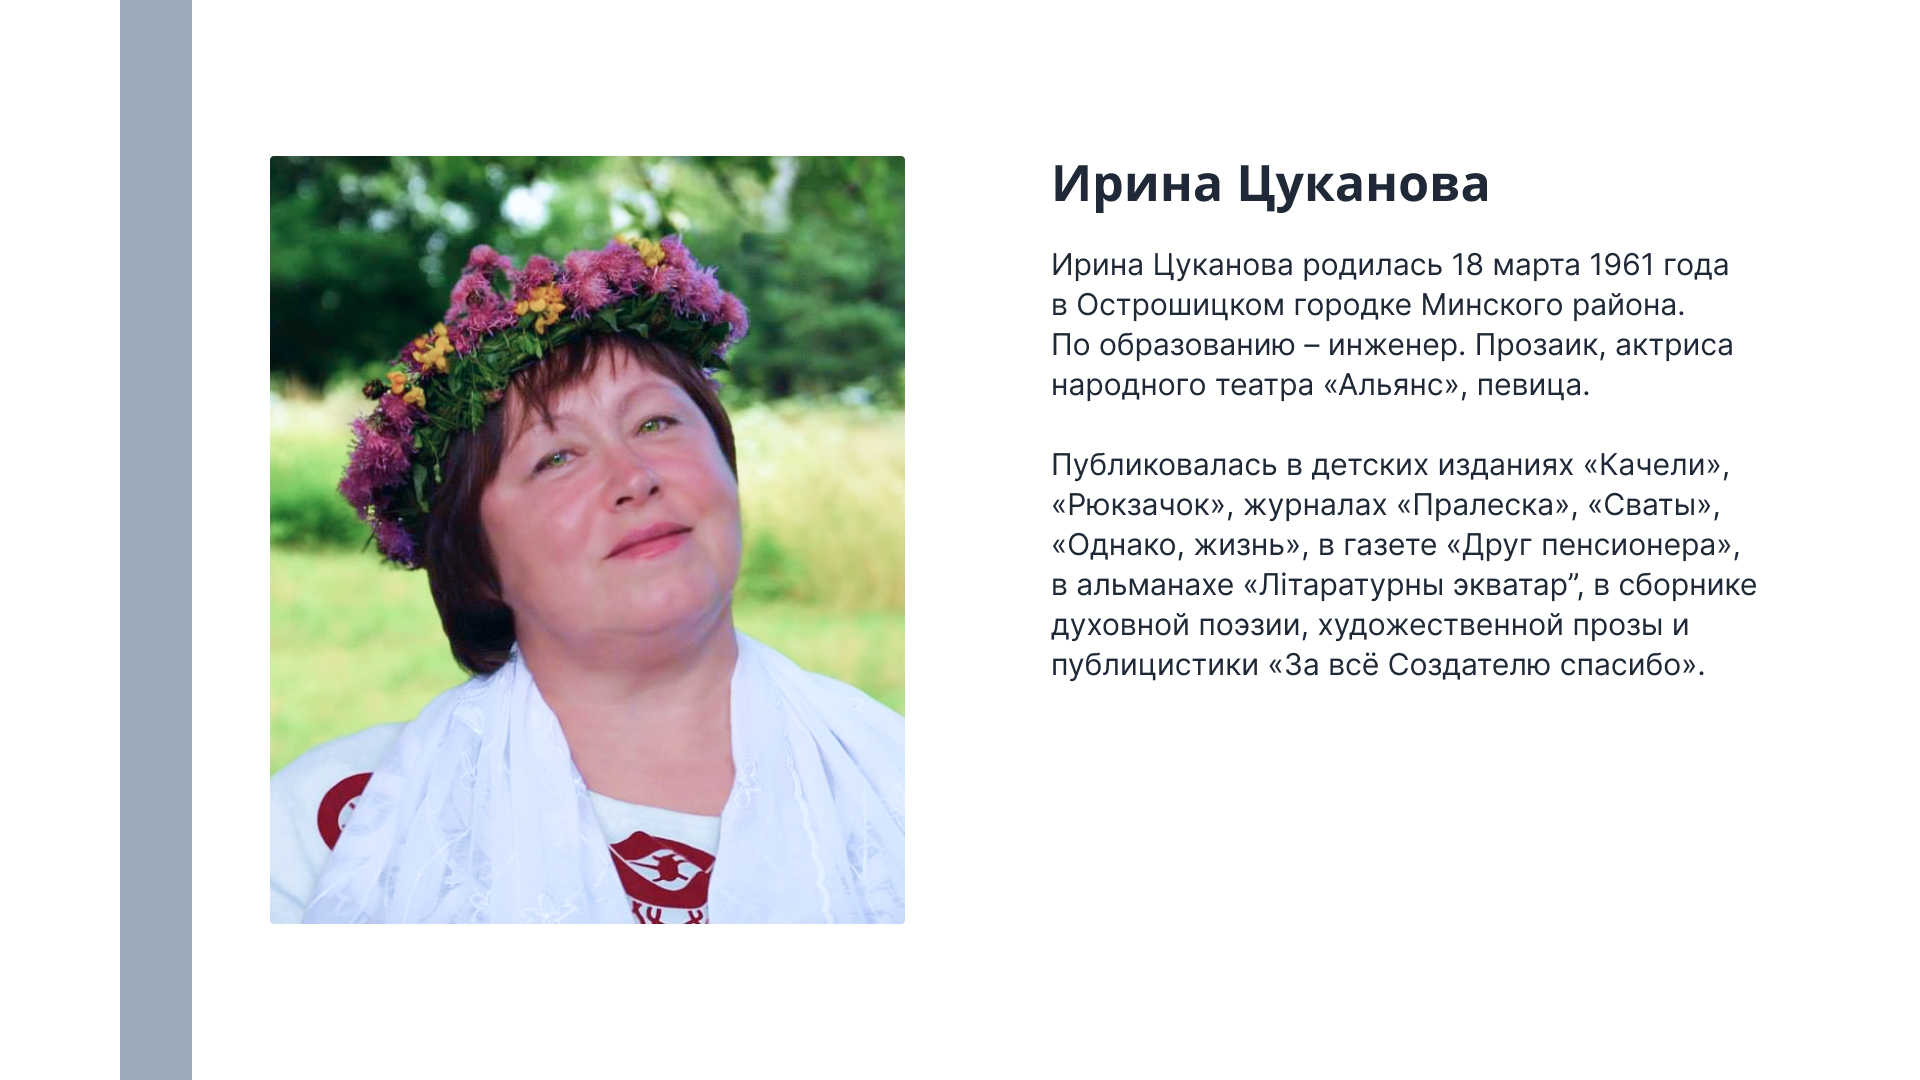 Ирина Цуканова
Ирина Цуканова родилась 18 марта 1961 года
в Острошицком городке Минского района.
По образованию – инженер. Прозаик, актриса
народного театра «Альянс», певица.
Публиковалась в детских изданиях «Качели»,
«Рюкзачок», журналах «Пралеска», «Сваты»,
«Однако, жизнь», в газете «Друг пенсионера»,
в альманахе «Літаратурны экватар”, в сборнике
духовной поэзии, художественной прозы и
публицистики «За всё Создателю спасибо».